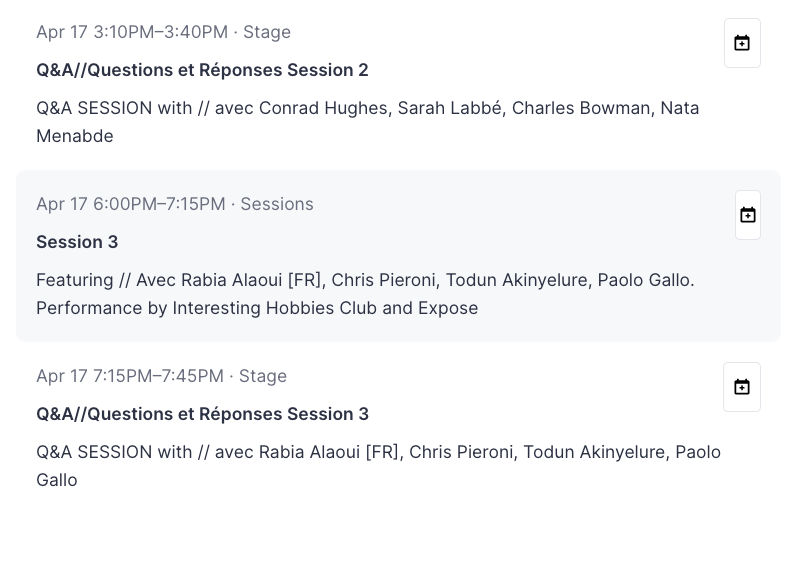 Apr 17 3:10PM–3:40PM · Stage
Q&A//Questions et Réponses Session 2
Q&A SESSION with // avec Conrad Hughes, Sarah Labbé, Charles Bowman, Nata
Menabde
Apr 17 6:00PM–7:15PM · Sessions
Session 3
Featuring // Avec Rabia Alaoui [FR], Chris Pieroni, Todun Akinyelure, Paolo Gallo.
Performance by Interesting Hobbies Club and Expose
Apr 17 7:15PM–7:45PM · Stage
Q&A//Questions et Réponses Session 3
Q&A SESSION with // avec Rabia Alaoui [FR], Chris Pieroni, Todun Akinyelure, Paolo
Gallo